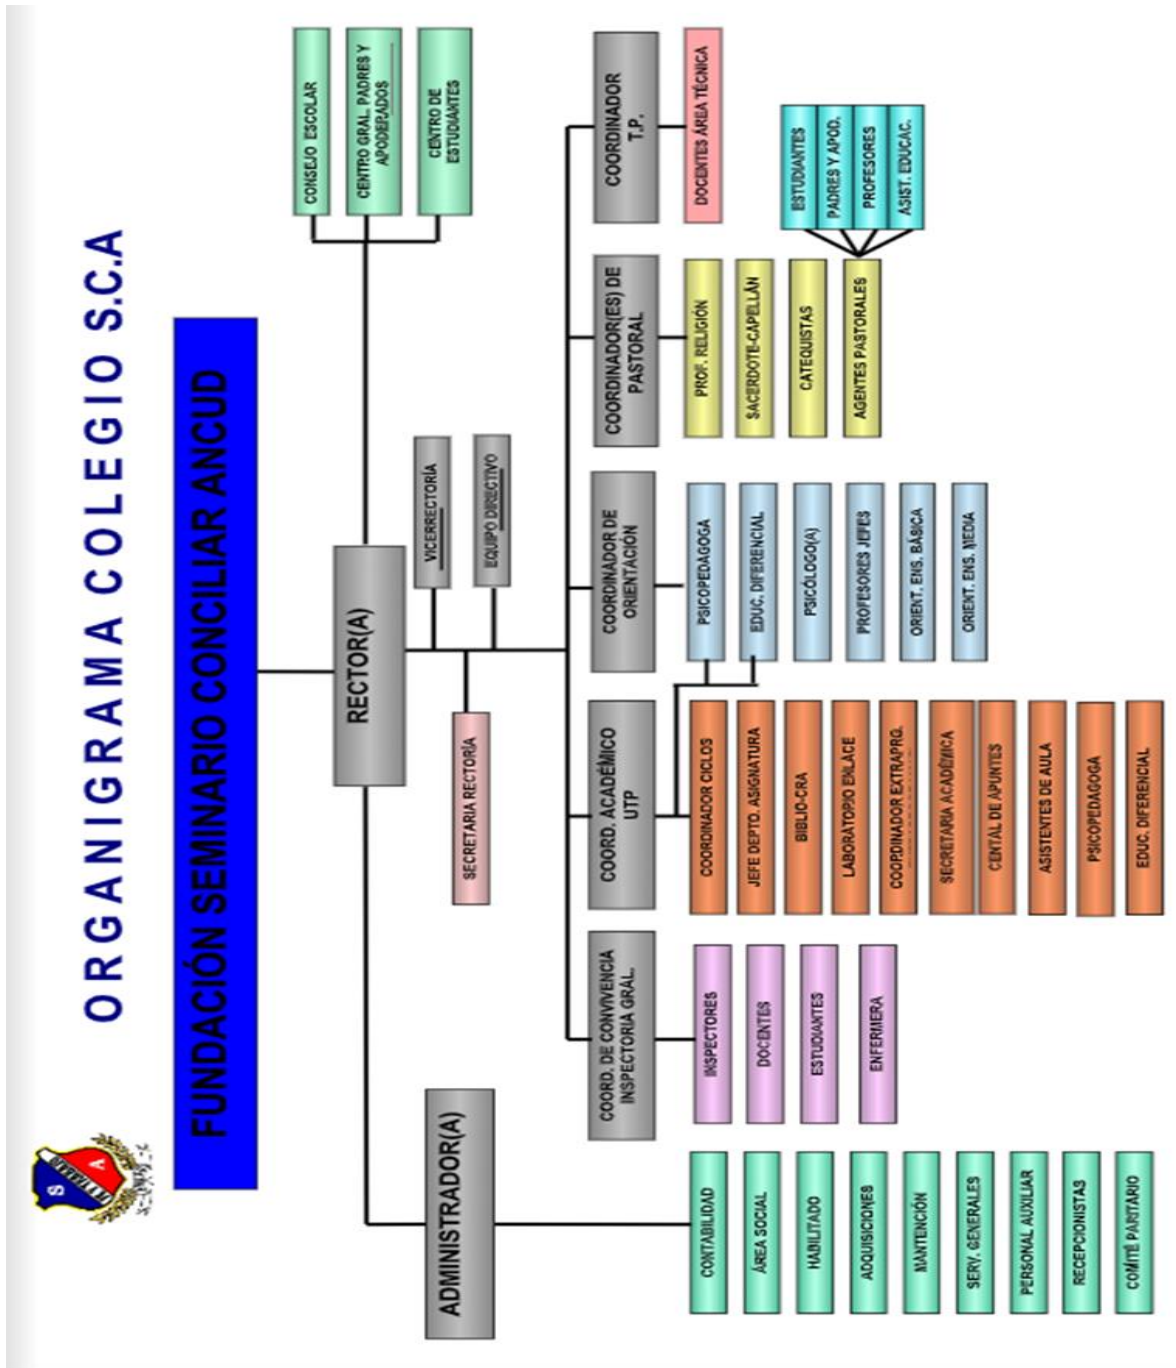 ORGANIGRAMA COLEGIO S.C.A
S
A
FUNDACIÓN SEMINARIO CONCILIAR ANCUD
RECTOR(A)
CONSEJO ESCOLAR
CENTRO GRAL. PADRES Y
APODERADOS
CENTRO DE
ESTUDIANTES
VICERRECTORÍA
EQUIPO DIRECTIVO
SECRETARIA RECTORÍA
ADMINISTRADOR(A)
CONTABILIDAD
ÁREA SOCIAL
HABILITADO
ADQUISICIONES
MANTENCIÓN
SERV. GENERALES
PERSONAL AUXILIAR
RECEPCIONISTAS
COMITÉ PARITARIO
COORD. DE CONVIVENCIA
INSPECTORIA GRAL.
INSPECTORES
DOCENTES
ESTUDIANTES
ENFERMERA
COORD. ACADÉMICO
UTP
COORDINADOR CICLOS
JEFE DEPTO. ASIGNATURA
BIBLIO-CRA
LABORATORIO ENLACE
COORDINADOR EXTRAPRG.
SECRETARIA ACADÉMICA
CENTAL DE APUNTES
ASISTENTES DE AULA
PSICOPEDAGOGA
EDUC. DIFERENCIAL
COORDINADOR DE
ORIENTACIÓN
PSICOPEDAGOGA
EDUC. DIFERENCIAL
PSICÓLOGO(A)
PROFESORES JEFES
ORIENT. ENS. BÁSICA
ORIENT. ENS. MEDIA
COORDINADOR(ES) DE
PASTORAL
PROF. RELIGIÓN
SACERDOTE-CAPELLÁN
CATEQUISTAS
AGENTES PASTORALES
ESTUDIANTES
PADRES Y APOD.
PROFESORES
ASIST. EDUCAC.
COORDINADOR
T.P.
DOCENTES ÁREA TÉCNICA